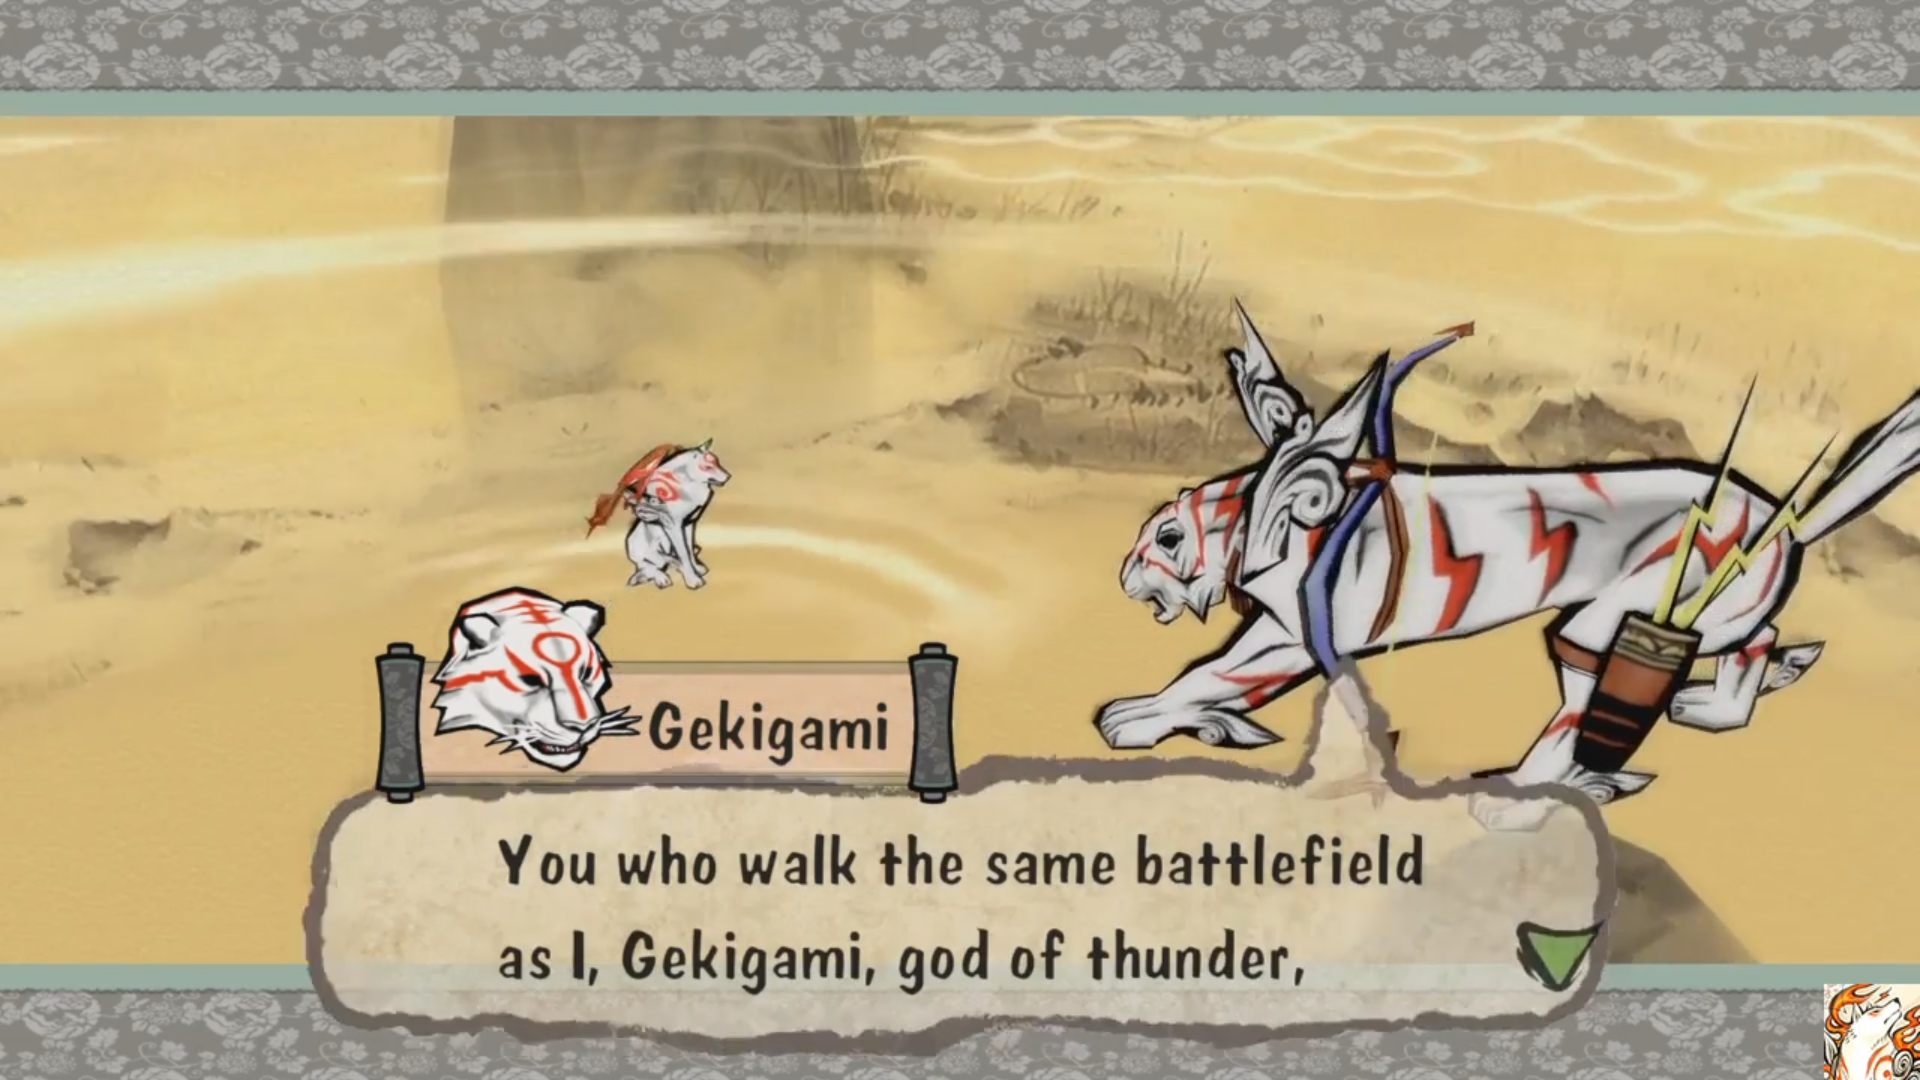 Gekigami
You who walk the same battlefield
as I, Gekigami, god of thunder,